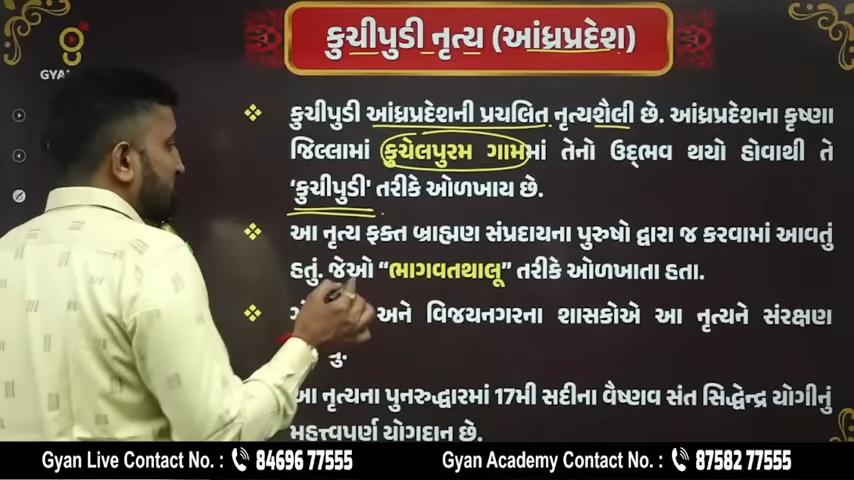 કુચીપુડી નૃત્ય (આંધ્રપ્રદેશ)
GYA
કુચીપુડી આંધ્રપ્રદેશની પ્રચલિત નૃત્યશૈલી છે. આંધ્રપ્રદેશના કૃષ્ણા
જિલ્લામાં કુચેલપુરમ ગામમાં તેનો ઉદ્ભવ થયો હોવાથી તે
'કુચીપુડી' તરીકે ઓળખાય છે.
આ નૃત્ય ફક્ત બ્રાહ્મણ સંપ્રદાયના પુરુષો દ્વારા જ કરવામાં આવતું
હતું. જેઓ “ભાગવતથાલૂ” તરીકે ઓળખાતા હતા.
અને વિજયનગરના શાસકોએ આ નૃત્યને સંરક્ષણ
આ નૃત્યના પુનરુદ્ધારમાં 17મી સદીના વૈષ્ણવ સંત સિદ્ધેન્દ્ર યોગીનું
મહત્ત્વપર્ણ યોગદાન છે.
Gyan Live Contact No. : 84696 77555 Gyan Academy Contact No. : 87582 77555